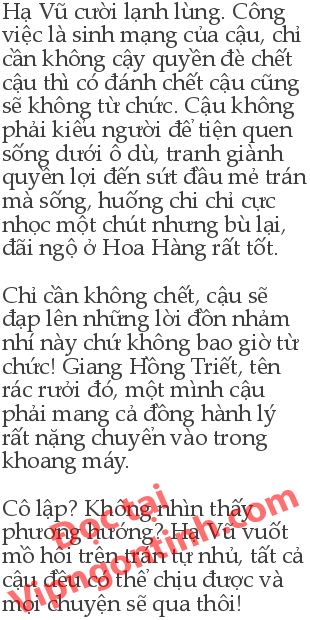 Hạ Vũ cười lạnh lùng. Công
việc là sinh mạng của cậu, chỉ
cần không cậy quyền đè chết
cậu thì có đánh chết cậu cũng
sẽ không từ chức. Cậu không
phải kiểu người để tiện quen
sống dưới ô dù, tranh giành
quyền lợi đến sứt đầu mẻ trán
mà sống, huống chi chỉ cực
nhọc một chút nhưng bù lại,
đãi ngộ ở Hoa Hàng rất tốt.

Chỉ cần không chết, cậu sẽ
đạp lên những lời đồn nhảm
nhí này chứ không bao giờ từ
chức! Giang Hồng Triết, tên
rác rưởi đó, một mình cậu
phải mang cả đồng hành lý
rất nặng chuyển vào trong
khoang máy.

Cô lập? Không nhìn thấy
phương hướng? Hạ Vũ vuốt
mồ hôi trên trán tự nhủ, tất cả
cậu đều có thể chịu được và
mọi chuyện sẽ qua thôi!
Đọc tại
Vipngontinh.com